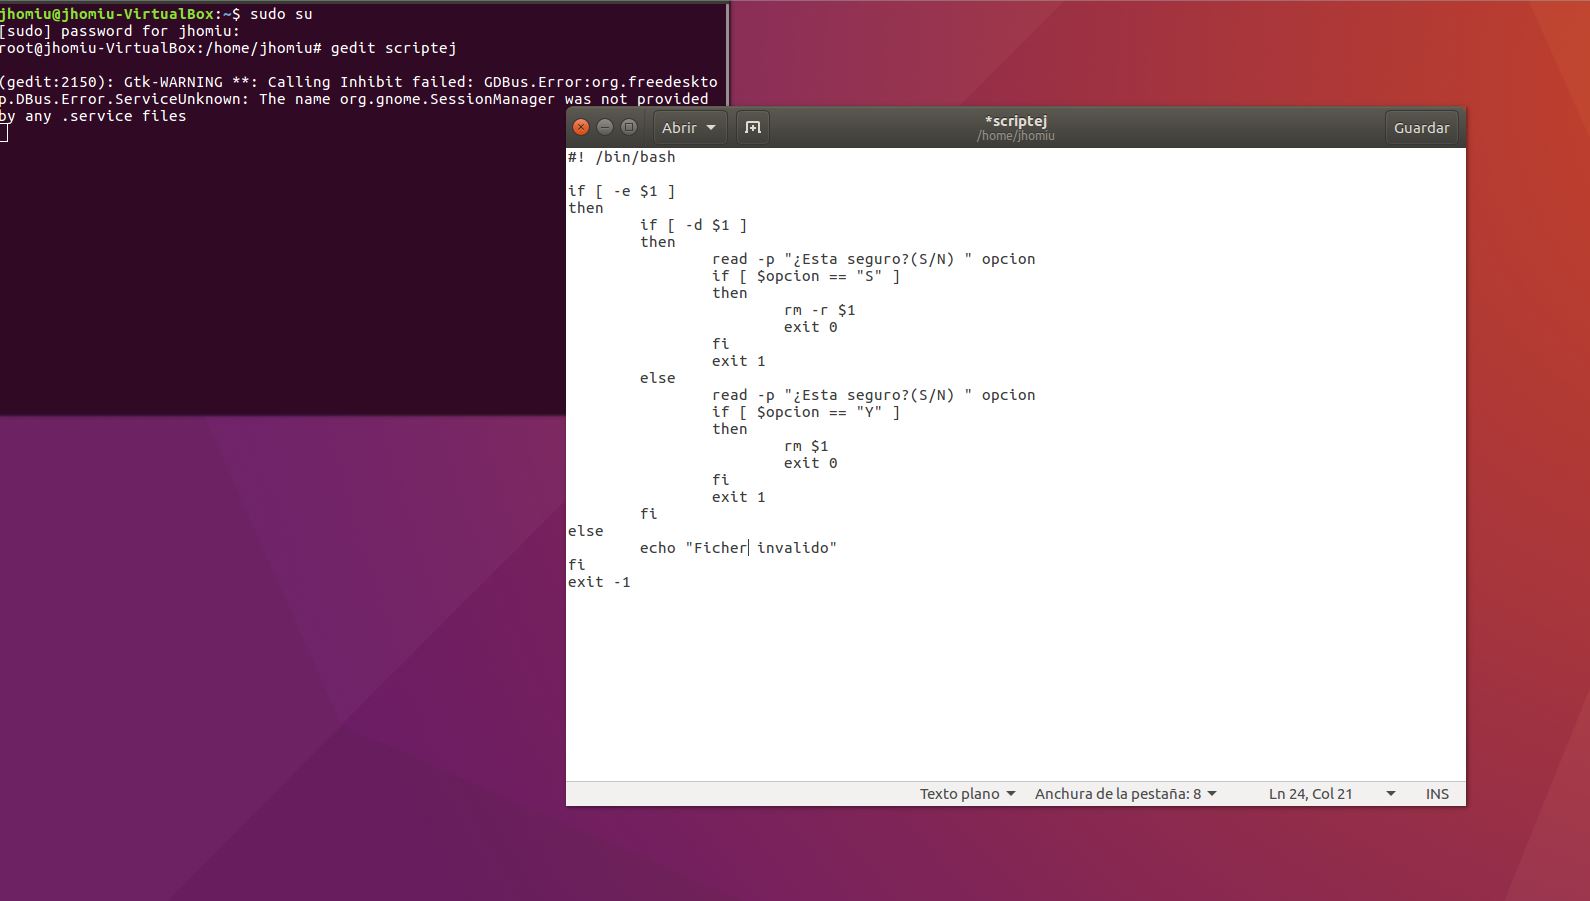 jhomiu@jhomiu-VirtualBox:~$ sudo su
[sudo] password for jhomiu:
root@jhomiu-VirtualBox:/home/jhomiu# gedit scriptej
(gedit:2150): Gtk-WARNING **: Calling Inhibit failed: GDBus.Error:org.freedeskto
p.DBus.Error.ServiceUnknown: The name org.gnome.SessionManager was not provided
by any .service files
Abrir
*scriptej
/home/jhomiu
Guardar
#! /bin/bash
if [ -e $1 ]
then
if [ -d $1 ]
then
read -p "¿Esta seguro?(S/N) " opcion
if [ $opcion == "S" ]
then
rm -r $1
exit 0
fi
exit 1
else
read -p "¿Esta seguro?(S/N) " opcion
if [ $opcion == "Y" ]
then
rm $1
exit 0
fi
exit 1
fi
else
echo "Ficher invalido"
fi
exit -1
Texto plano
Anchura de la pestaña: 8
Ln 24, Col 21
INS